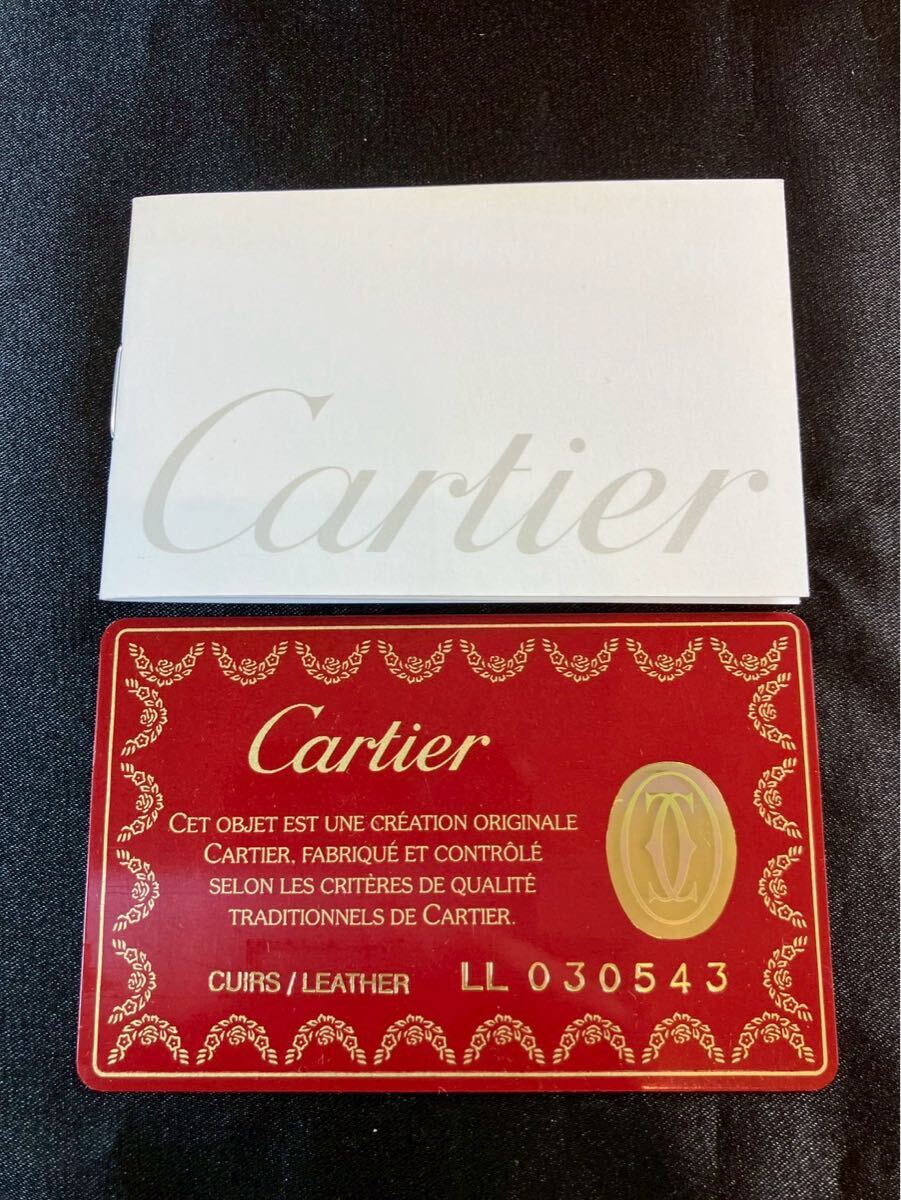 Cartier
Cartier
CET OBJET EST UNE CRÉATION ORIGINALE
CARTIER, FABRIQUÉ ET CONTRÔLÉ
SELON LES CRITÈRES DE QUALITÉ
TRADITIONNELS DE CARTIER.
CUIRS/LEATHER LL 030543